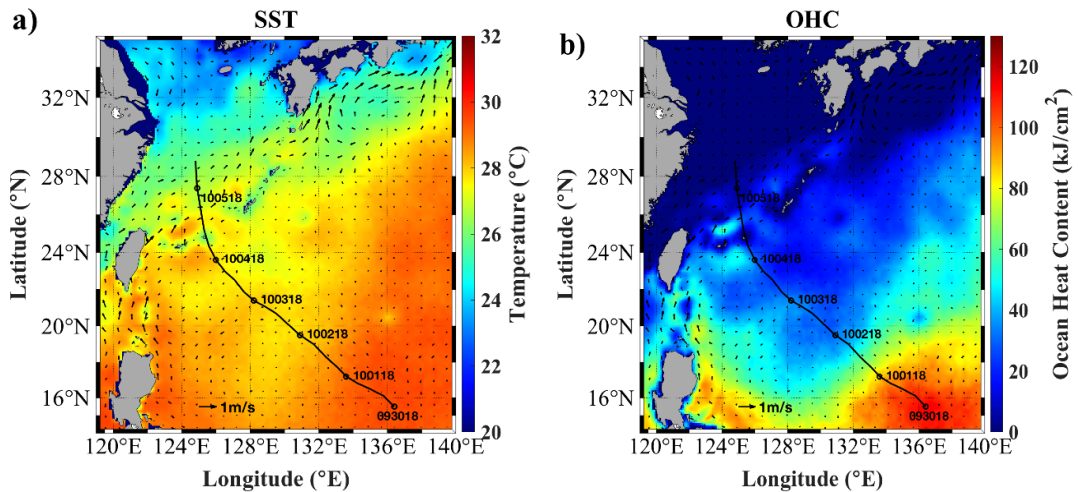 a)
SST
32
30
28
26
24
22
20
Temperature (°C)
32°N
28°N
24°N
20°N
16°N
Latitude (°N)
100518
100418
100318
100218
100118
093018
1m/s
120°E
124°E
128°E
132°E
136°E
140°E
Longitude (°E)
b)
OHC
120
100
80
60
40
20
0
Ocean Heat Content (kJ/cm²)
32°N
28°N
24°N
20°N
16°N
Latitude (°N)
100518
100418
100318
100218
100118
093018
1m/s
120°E
124°E
128°E
132°E
136°E
140°E
Longitude (°E)